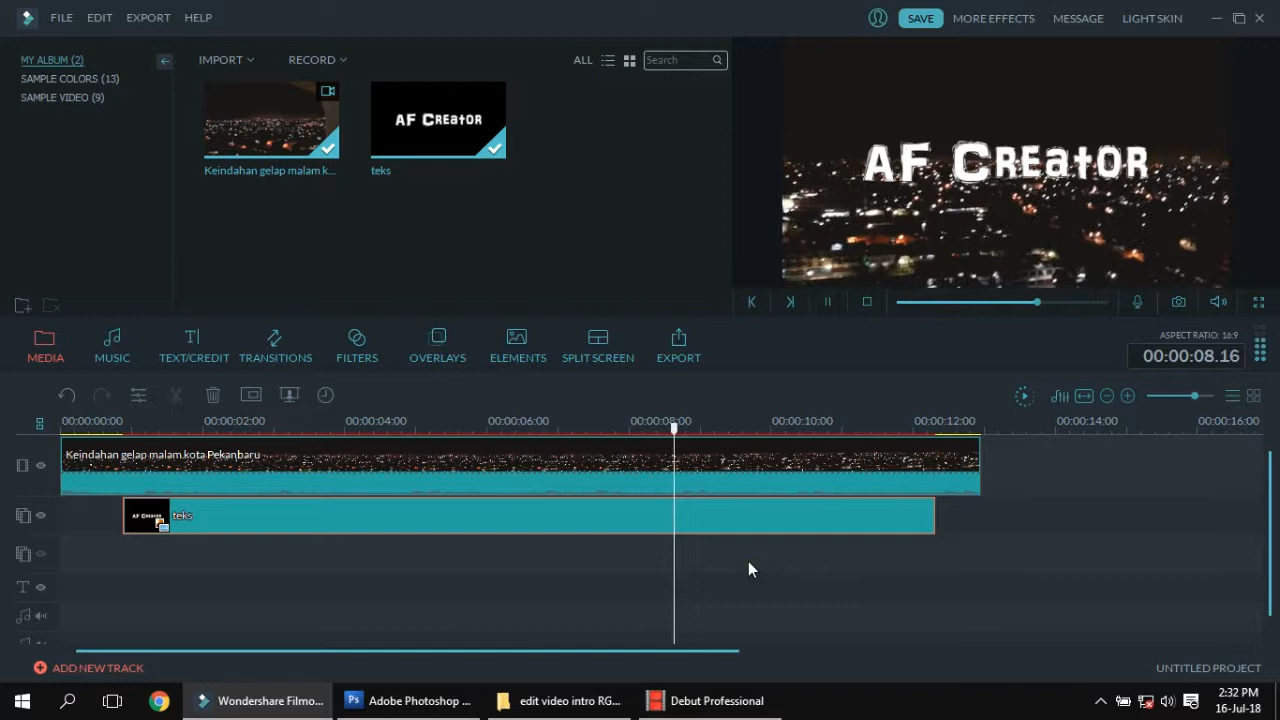 FILE EDIT EXPORT HELP SAVE MORE EFFECTS MESSAGE LIGHT SKIN
MY ALBUM (2)
SAMPLE COLORS (13)
SAMPLE VIDEO (9)
IMPORT RECORD ALL Search
AF CREATOR
Keindahan gelap malam k... teks
AF CREATOR
MEDIA MUSIC TEXT/CREDIT TRANSITIONS FILTERS OVERLAYS ELEMENTS SPLIT SCREEN EXPORT
ASPECT RATIO: 16:9
00:00:08.16
00:00:00:00 00:00:02:00 00:00:04:00 00:00:06:00 00:00:08:00 00:00:10:00 00:00:12:00 00:00:14:00 00:00:16:00
Keindahan gelap malam kota Pekanbaru
AF CREATOR teks
ADD NEW TRACK UNTITLED PROJECT
Wondershare Filmo... Ps Adobe Photoshop ... edit video intro RG... Debut Professional
2:32 PM
16-Jul-18